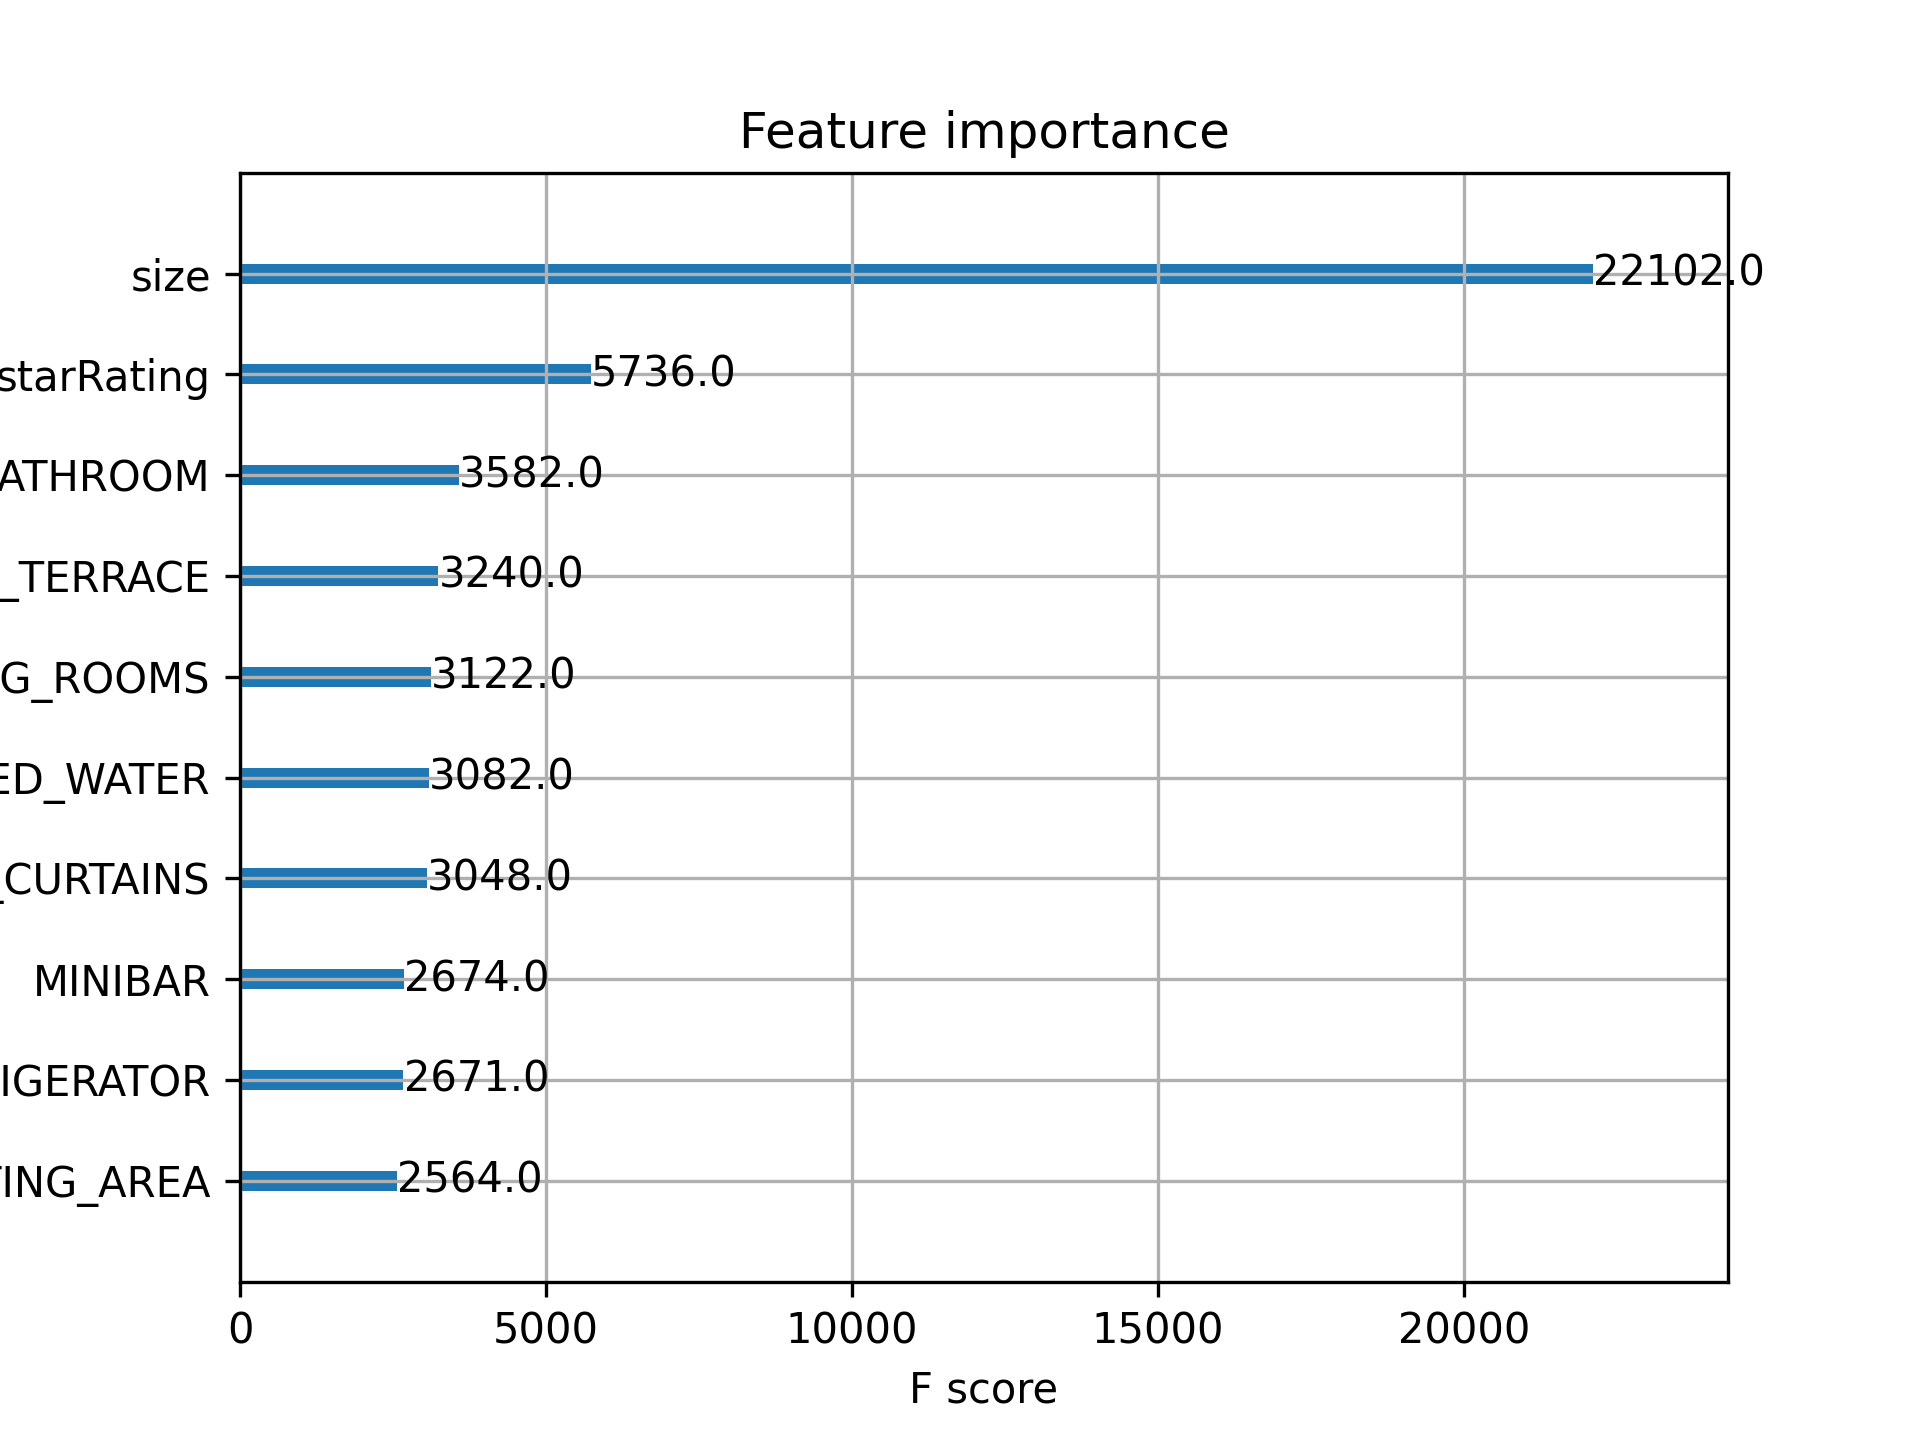 Feature importance
size 22102.0
starRating 5736.0
ATHROOM 3582.0
_TERRACE 3240.0
G_ROOMS 3122.0
ED_WATER 3082.0
_CURTAINS 3048.0
MINIBAR 2674.0
IGERATOR 2671.0
TING_AREA 2564.0
0 5000 10000 15000 20000
F score